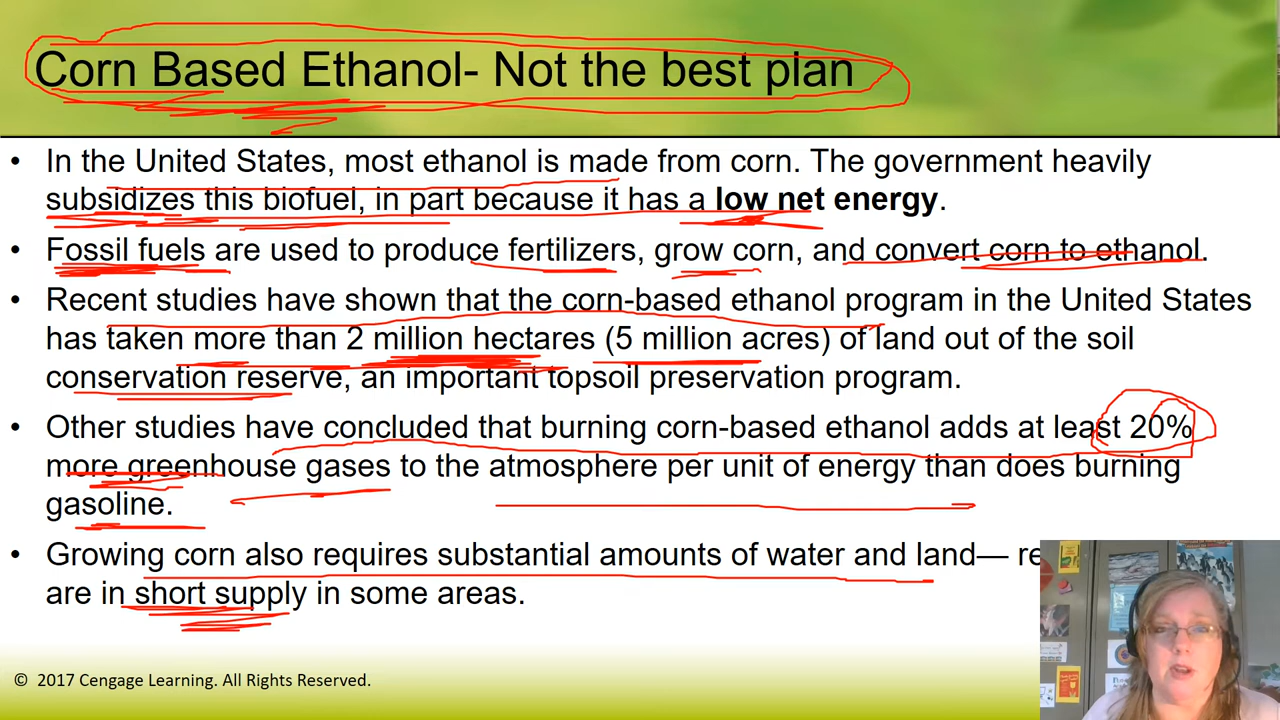 Corn Based Ethanol- Not the best plan
• In the United States, most ethanol is made from corn. The government heavily
subsidizes this biofuel, in part because it has a low net energy.
• Fossil fuels are used to produce fertilizers, grow corn, and convert corn to ethanol.
• Recent studies have shown that the corn-based ethanol program in the United States
has taken more than 2 million hectares (5 million acres) of land out of the soil
conservation reserve, an important topsoil preservation program.
• Other studies have concluded that burning corn-based ethanol adds at least 20%
more greenhouse gases to the atmosphere per unit of energy than does burning
gasoline.
• Growing corn also requires substantial amounts of water and land—
are in short supply in some areas.
© 2017 Cengage Learning. All Rights Reserved.